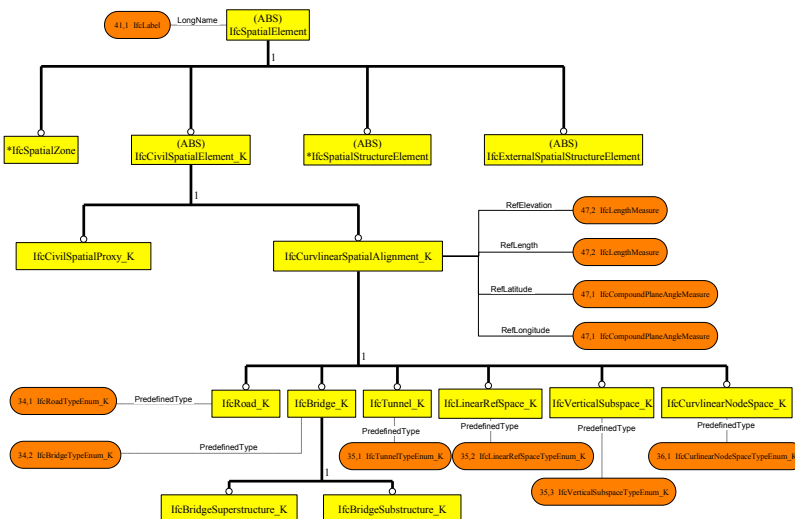 41,1 IfcLabel
LongName
(ABS)
IfcSpatialElement
1
*IfcSpatialZone
(ABS)
IfcCivilSpatialElement_K
(ABS)
*IfcSpatialStructureElement
(ABS)
IfcExternalSpatialStructureElement
1
IfcCivilSpatialProxy_K
IfcCurvlinearSpatialAlignment_K
RefElevation
47,2 IfcLengthMeasure
RefLength
47,2 IfcLengthMeasure
RefLatitude
47,1 IfcCompoundPlaneAngleMeasure
RefLongitude
47,1 IfcCompoundPlaneAngleMeasure
1
34,1 IfcRoadTypeEnum_K
PredefinedType
IfcRoad_K
IfcBridge_K
IfcTunnel_K
IfcLinearRefSpace_K
IfcVerticalSubspace_K
IfcCurvlinearNodeSpace_K
34,2 IfcBridgeTypeEnum_K
PredefinedType
PredefinedType
35,1 IfcTunnelTypeEnum_K
PredefinedType
35,2 IfcLinearRefSpaceTypeEnum_K
PredefinedType
35,3 IfcVerticalSubspaceTypeEnum_K
PredefinedType
36,1 IfcCurlinearNodeSpaceTypeEnum_K
1
IfcBridgeSuperstructure_K
IfcBridgeSubstructure_K